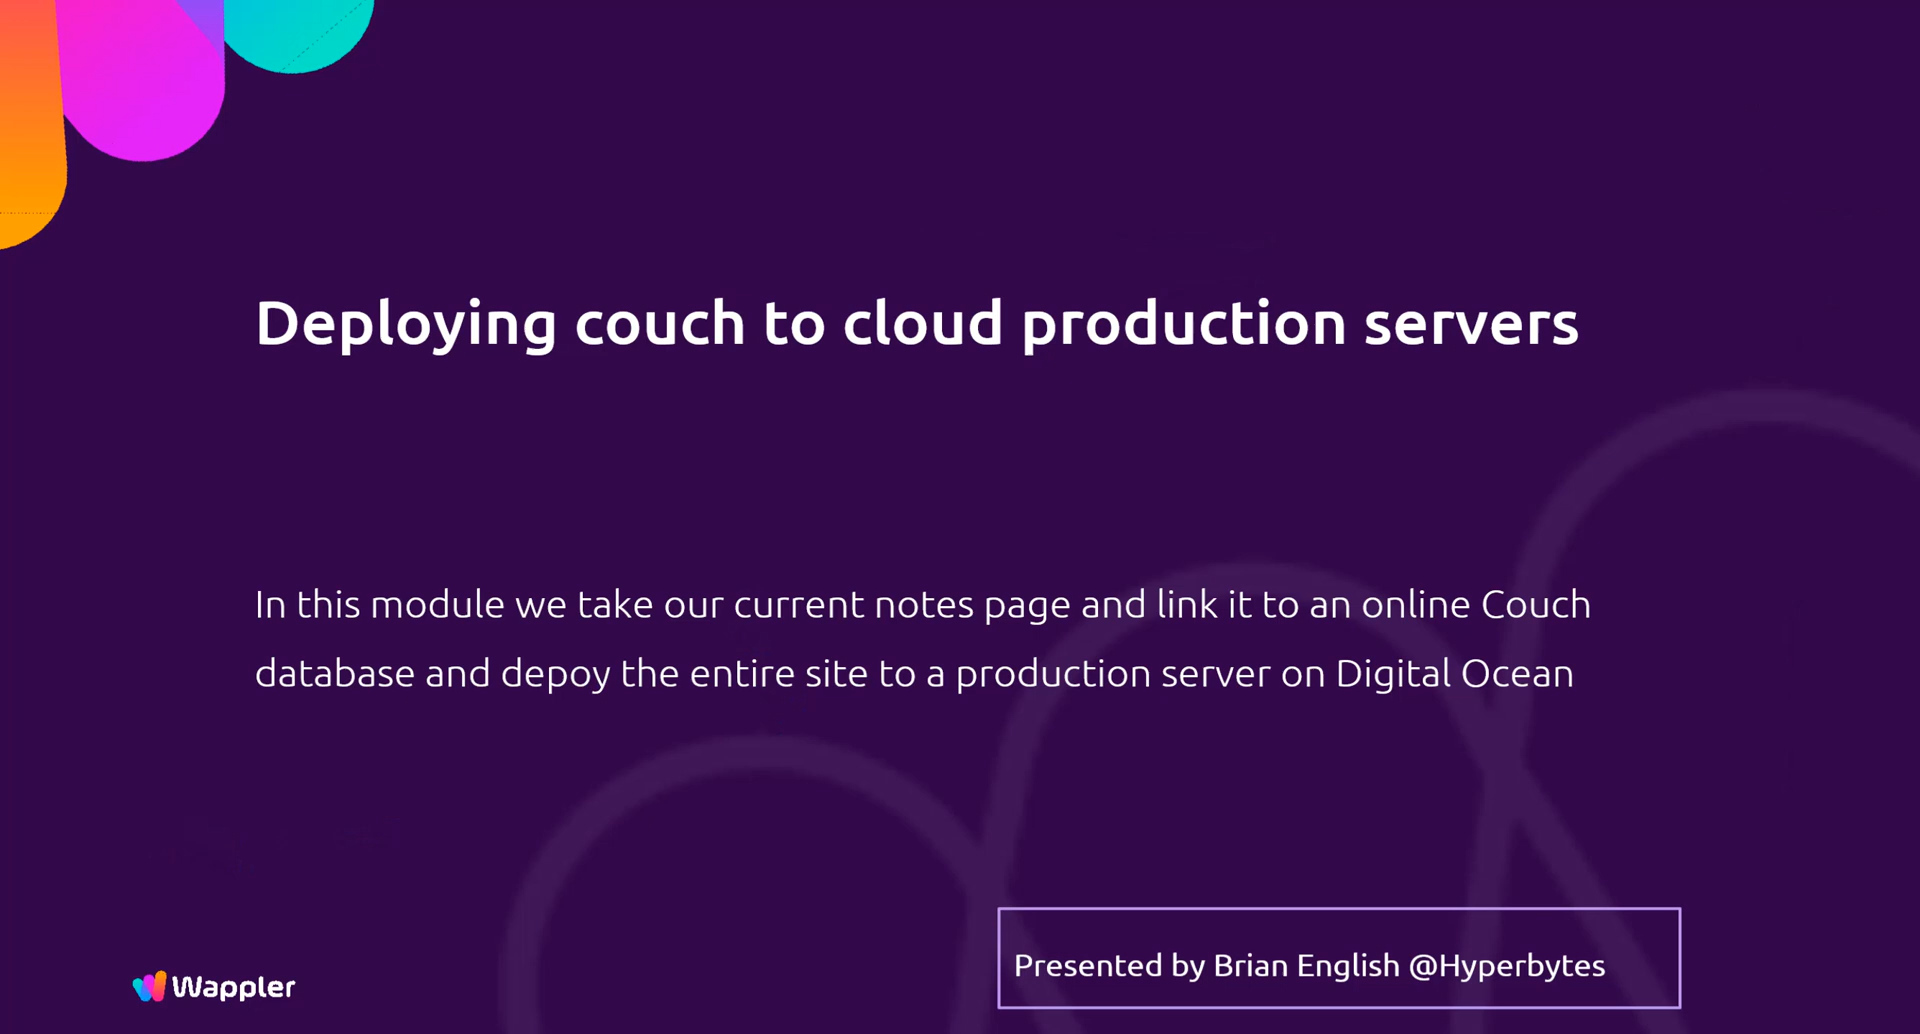 Deploying couch to cloud production servers
In this module we take our current notes page and link it to an online Couch
database and depoy the entire site to a production server on Digital Ocean
Presented by Brian English @Hyperbytes
Wappler